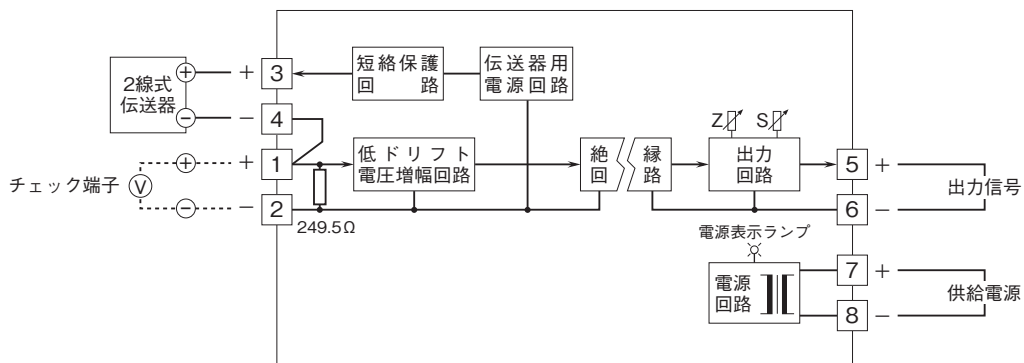 2線式
伝送器
+
−
+
−
3
4
短絡保護
回 路
伝送器用
電源回路
チェック端子
V
+
−
+
−
1
2
249.5Ω
低ドリフト
電圧増幅回路
絶 縁
回 路
Z
S
出力
回路
5
6
+
−
出力信号
電源表示ランプ
電源
回路
7
8
+
−
供給電源